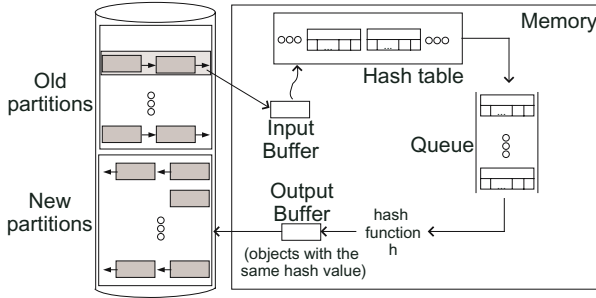 Memory
Hash table
Old
partitions
Input
Buffer
Queue
New
partitions
Output
Buffer
(objects with the
same hash value)
hash
function
h
...
...
...
...